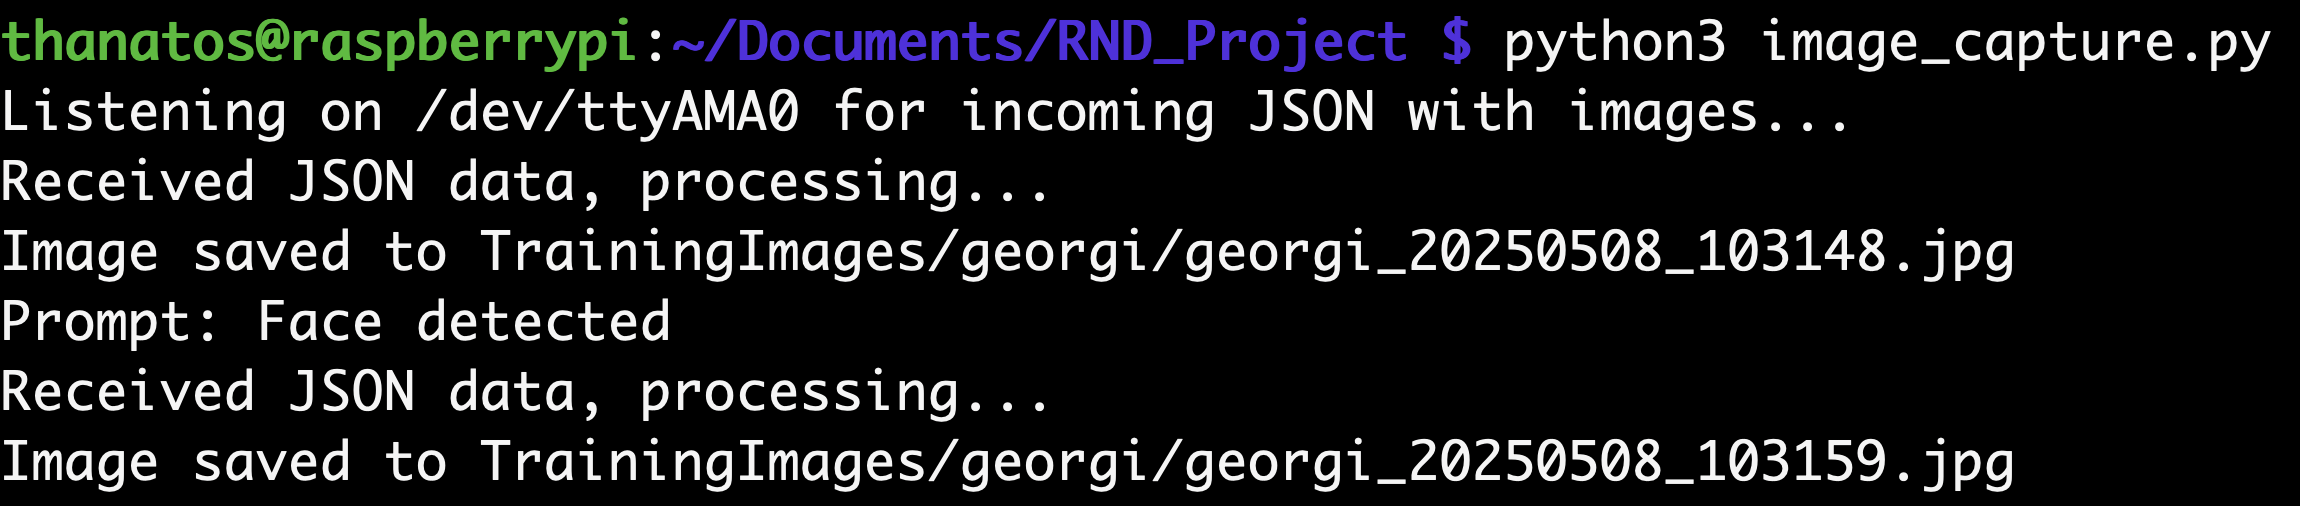 thanatos@raspberrypi:~/Documents/RND_Project $ python3 image_capture.py
Listening on /dev/ttyAMA0 for incoming JSON with images...
Received JSON data, processing...
Image saved to TrainingImages/georgi/georgi_20250508_103148.jpg
Prompt: Face detected
Received JSON data, processing...
Image saved to TrainingImages/georgi/georgi_20250508_103159.jpg